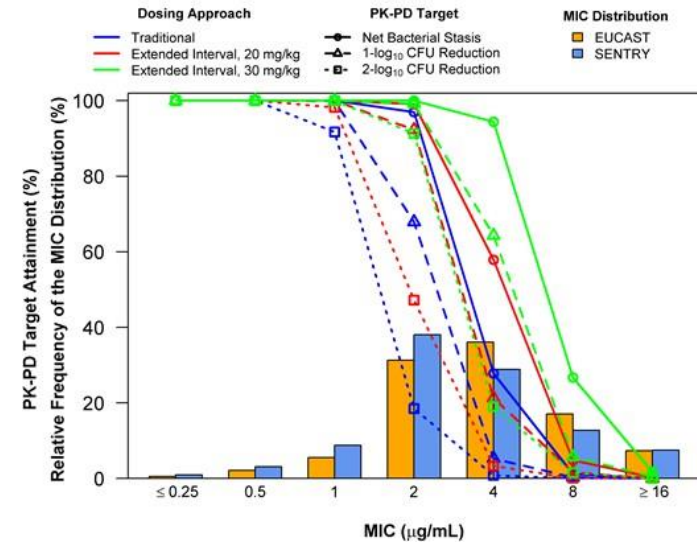 Dosing Approach
Traditional
Extended Interval, 20 mg/kg
Extended Interval, 30 mg/kg
PK-PD Target
Net Bacterial Stasis
1-log₁₀ CFU Reduction
2-log₁₀ CFU Reduction
MIC Distribution
EUCAST
SENTRY
PK-PD Target Attainment (%)
Relative Frequency of the MIC Distribution (%)
100
80
60
40
20
0
≤ 0.25 0.5 1 2 4 8 ≥ 16
MIC (μg/mL)